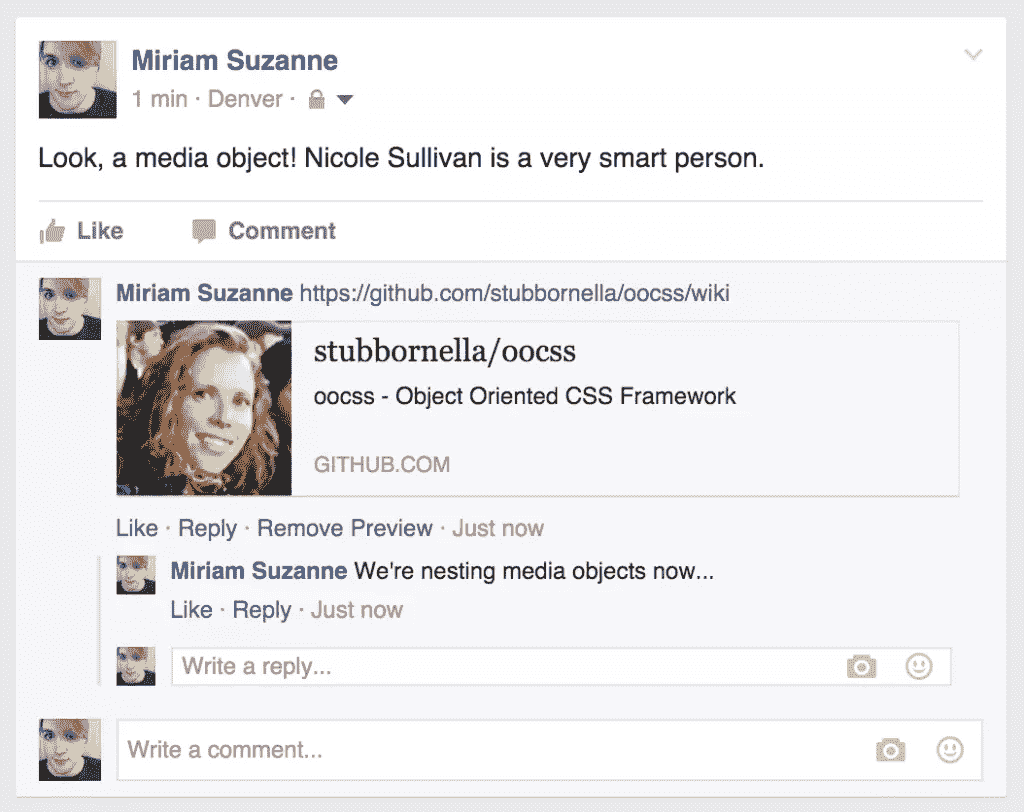 Miriam Suzanne
1 min · Denver ·
Look, a media object! Nicole Sullivan is a very smart person.
Like Comment
Miriam Suzanne https://github.com/stubbornella/oocss/wiki
stubbornella/oocss
oocss - Object Oriented CSS Framework
GITHUB.COM
Like · Reply · Remove Preview · Just now
Miriam Suzanne We're nesting media objects now...
Like · Reply · Just now
Write a reply...
Write a comment...